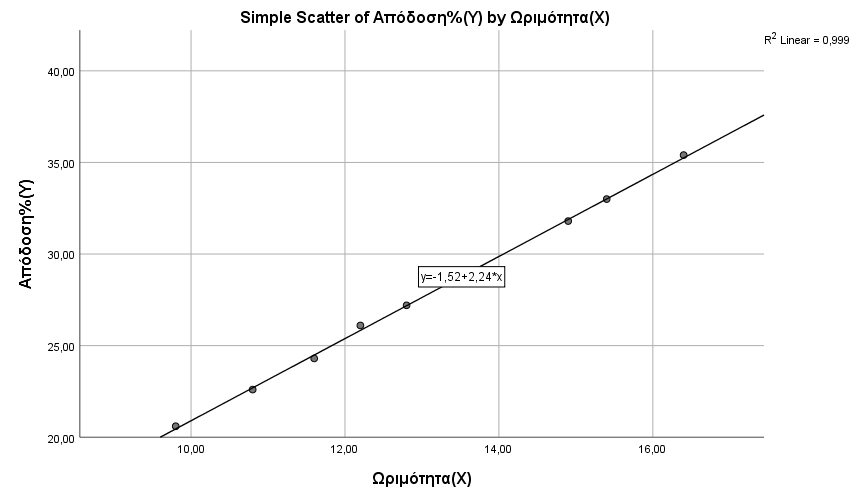 Simple Scatter of Απόδοση%(Y) by Ωριμότητα(X)
R2 Linear = 0,999
40,00
35,00
30,00
25,00
20,00
Απόδοση%(Y)
y=-1,52+2,24*x
10,00
12,00
14,00
16,00
Ωριμότητα(X)